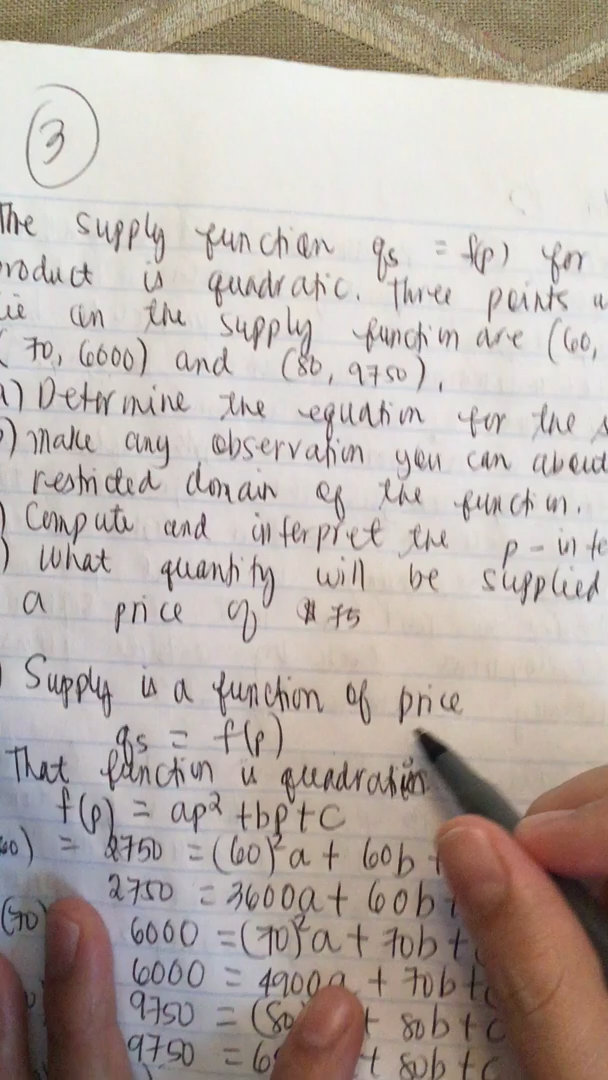 3
The supply function qs = f(p) for
roduct is quadratic. Three points w
ie on the supply function are (60,
70, 6000) and (80, 9750).
a) Determine the equation for the s
) make any observation you can about
restricted domain of the function.
) Compute and interpret the p-inte
) What quantity will be supplied
a price of $75
) Supply is a function of price
qs = f(p)
That function is quadratic
f(p) = ap² + bp + c
60) = 2750 = (60)²a + 60b +
2750 = 3600a + 60b +
(70) 6000 = (70)²a + 70b + c
6000 = 4900a + 70b + c
9750 = (80 + 80b + c
9750 = 6 + 80b + c